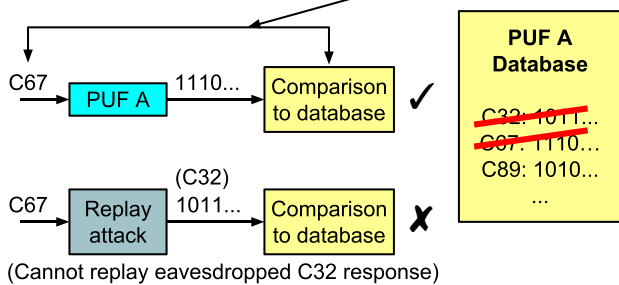 C67
PUF A
1110...
Comparison
to database
✓
PUF A
Database
C32: 1011...
C67: 1110...
C89: 1010...
...
C67
Replay
attack
(C32)
1011...
Comparison
to database
✗
(Cannot replay eavesdropped C32 response)